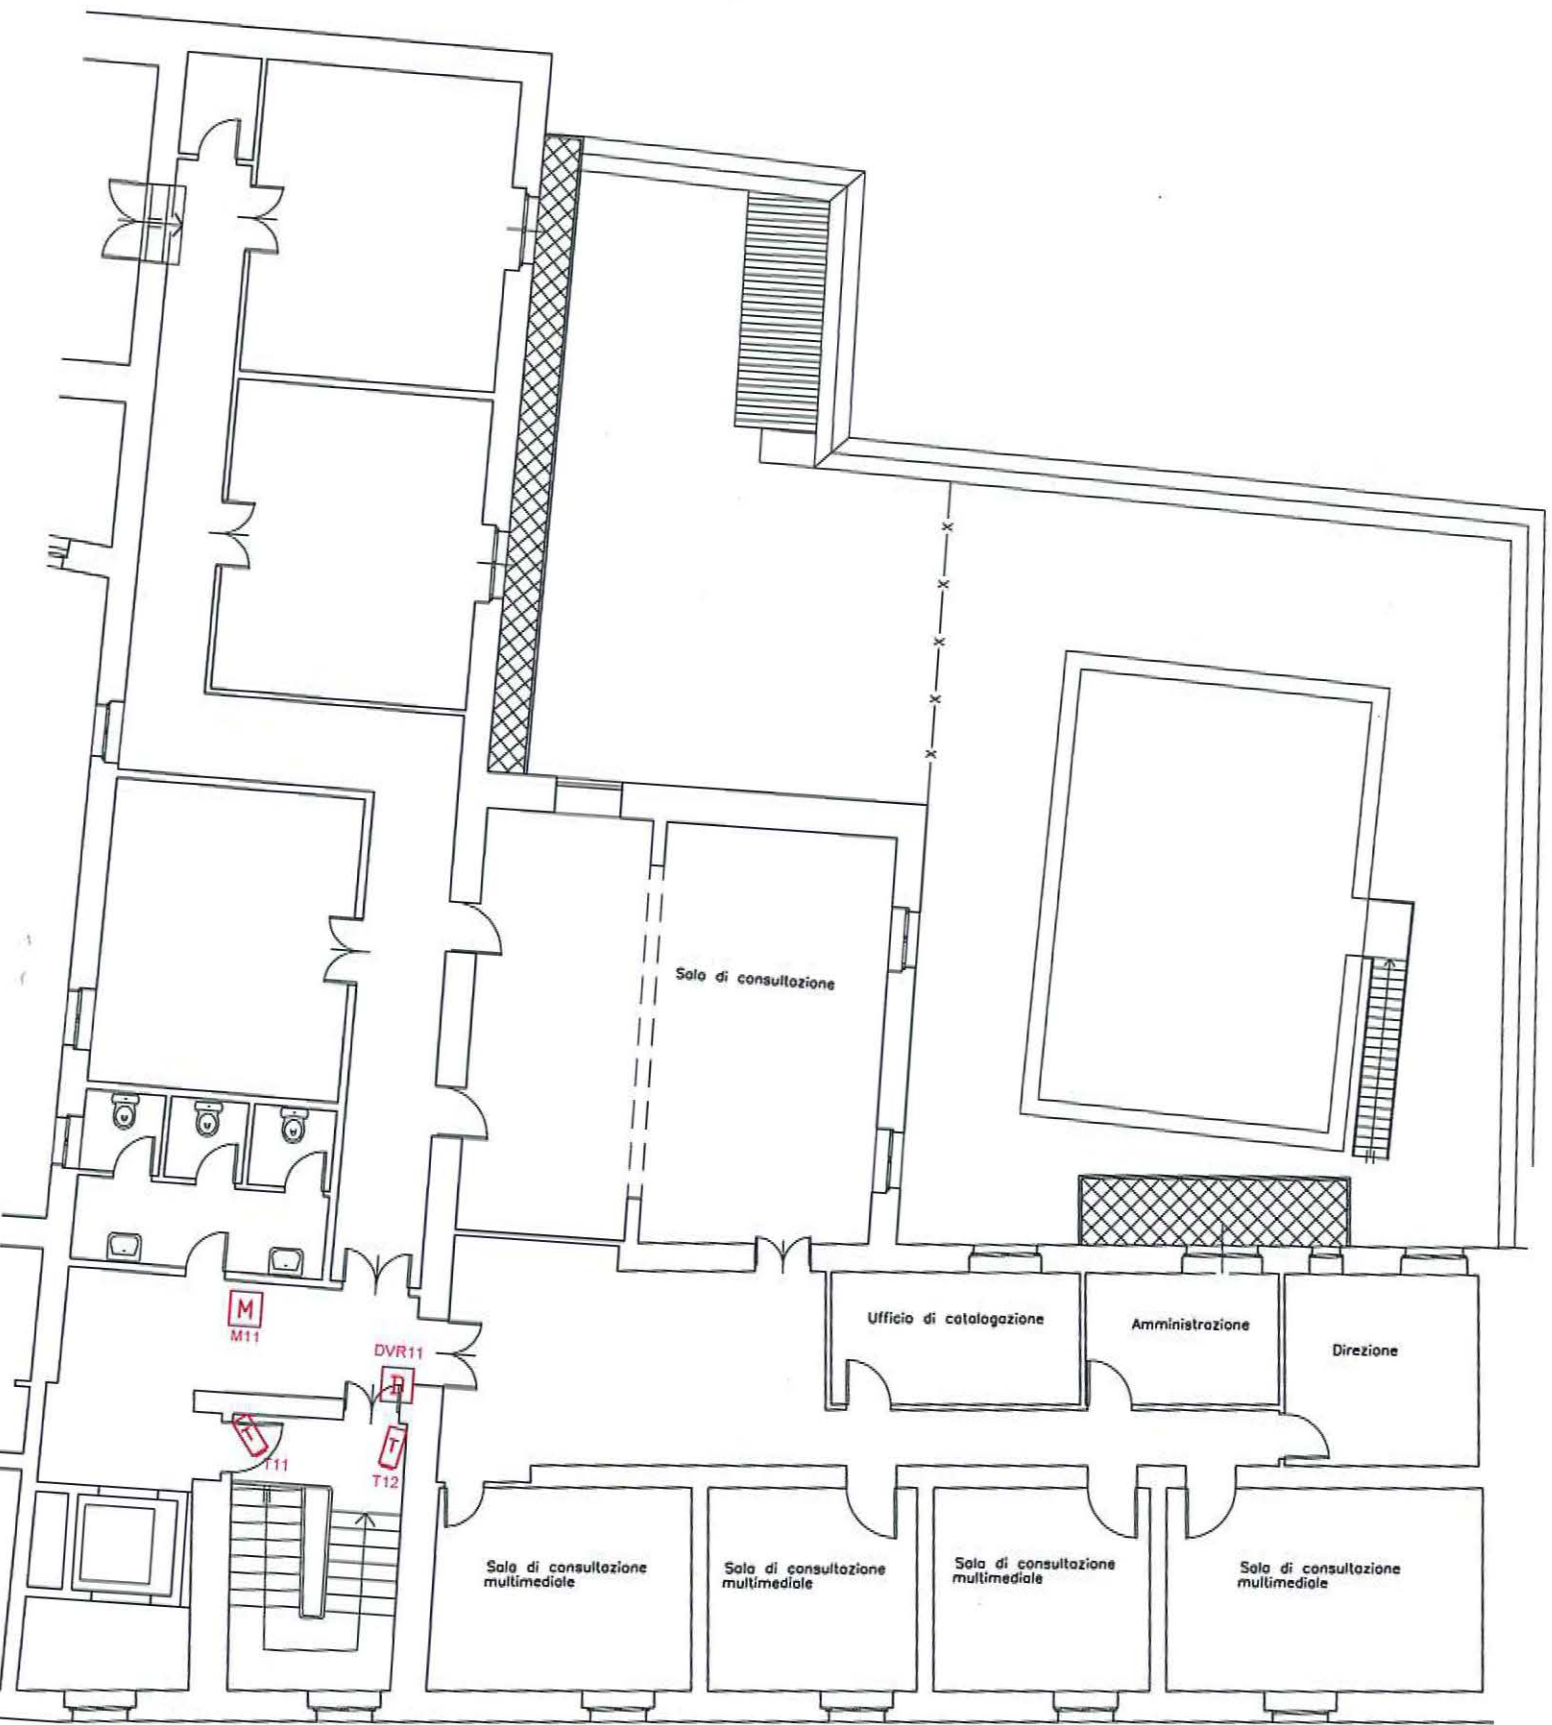 Sala di consultazione
Ufficio di catalogazione
Amministrazione
Direzione
M
M11
DVR11
D
T
T11
T
T12
Sala di consultazione
multimediale
Sala di consultazione
multimediale
Sala di consultazione
multimediale
Sala di consultazione
multimediale